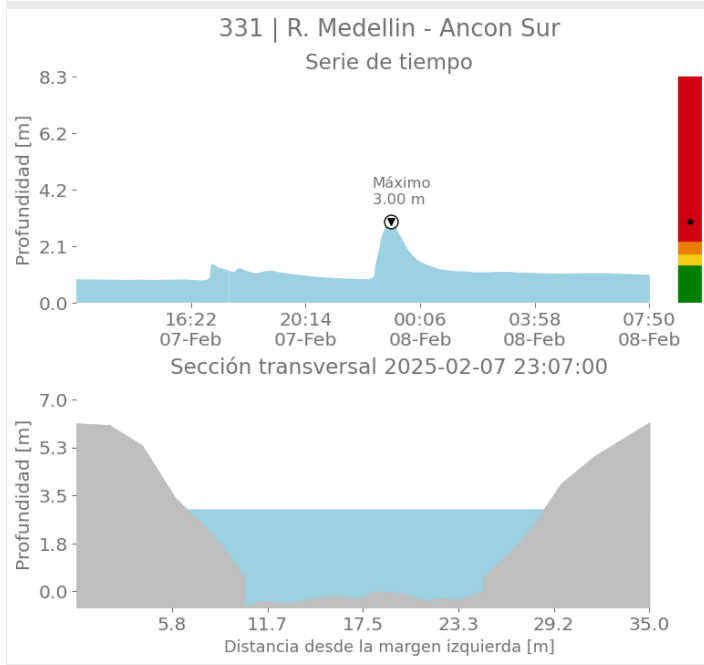 331 | R. Medellin - Ancon Sur
Serie de tiempo
Profundidad [m]
8.3
6.2
4.2
2.1
0.0
Máximo
3.00 m
16:22 20:14 00:06 03:58 07:50
07-Feb 07-Feb 08-Feb 08-Feb 08-Feb
Sección transversal 2025-02-07 23:07:00
Profundidad [m]
7.0
5.3
3.5
1.8
0.0
5.8 11.7 17.5 23.3 29.2 35.0
Distancia desde la margen izquierda [m]